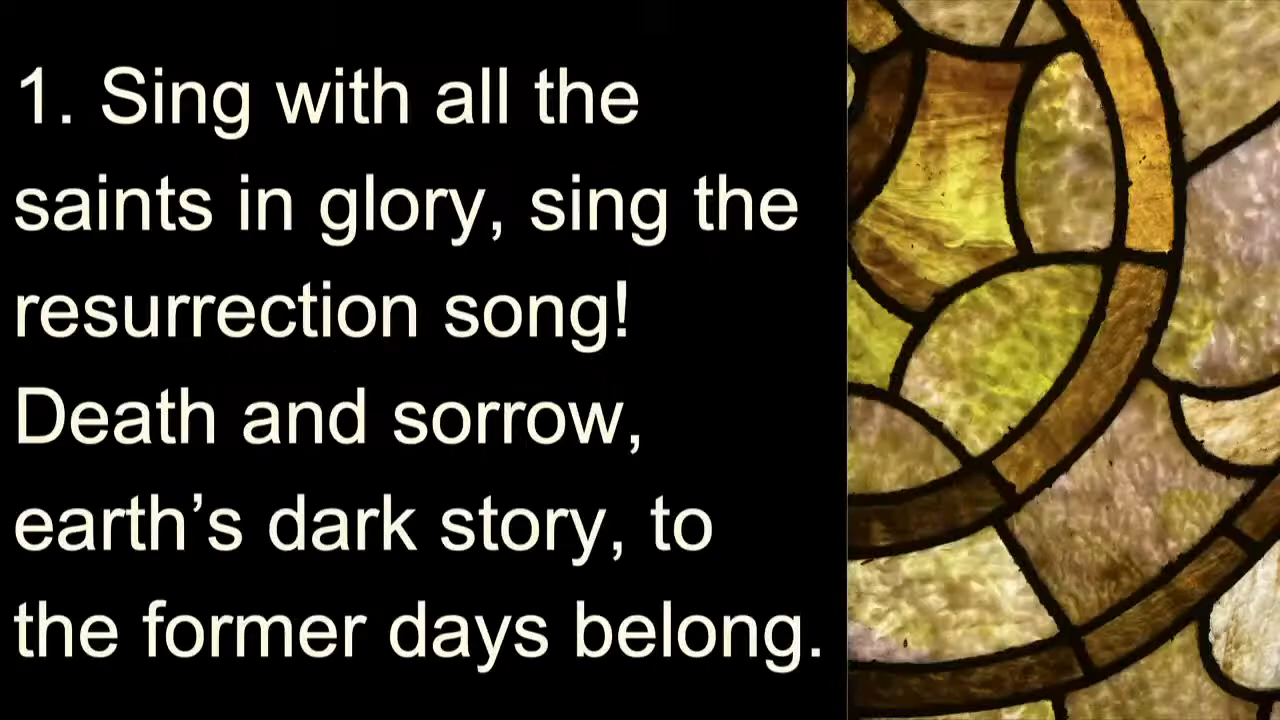 1. Sing with all the
saints in glory, sing the
resurrection song!
Death and sorrow,
earth’s dark story, to
the former days belong.